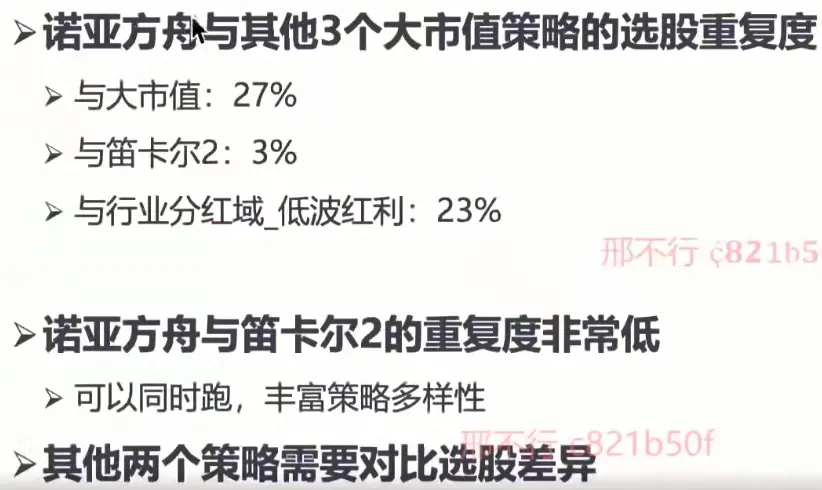 ➢诺亚方舟与其他3个大市值策略的选股重复度
➢与大市值：27%
➢与笛卡尔2：3%
➢与行业分红域_低波红利：23%
邢不行
➢诺亚方舟与笛卡尔2的重复度非常低
➢可以同时跑，丰富策略多样性
邢不行 c821b50f
➢其他两个策略需要对比选股差异